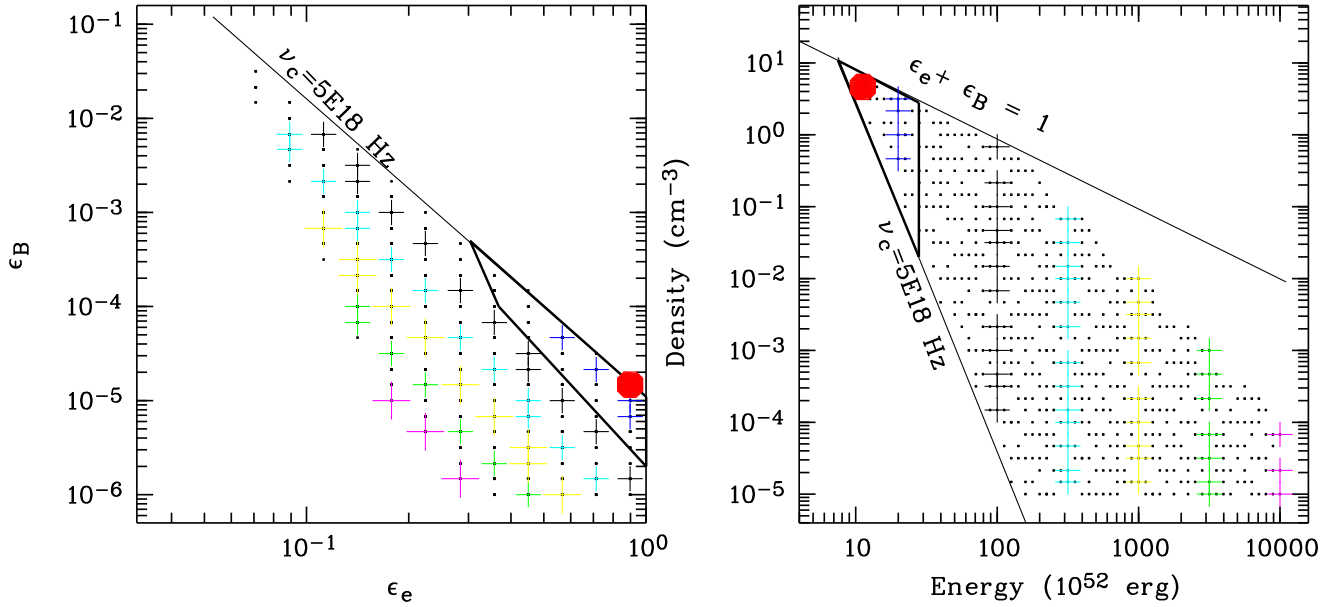 10⁻¹
10⁻²
10⁻³
10⁻⁴
10⁻⁵
10⁻⁶
ϵ_B
ν_c=5E18 Hz
10⁻¹
10⁰
ϵ_e
10¹
10⁰
10⁻¹
10⁻²
10⁻³
10⁻⁴
10⁻⁵
Density (cm⁻³)
ϵ_e+ ϵ_B = 1
ν_c=5E18 Hz
10
100
1000
10000
Energy (10⁵² erg)